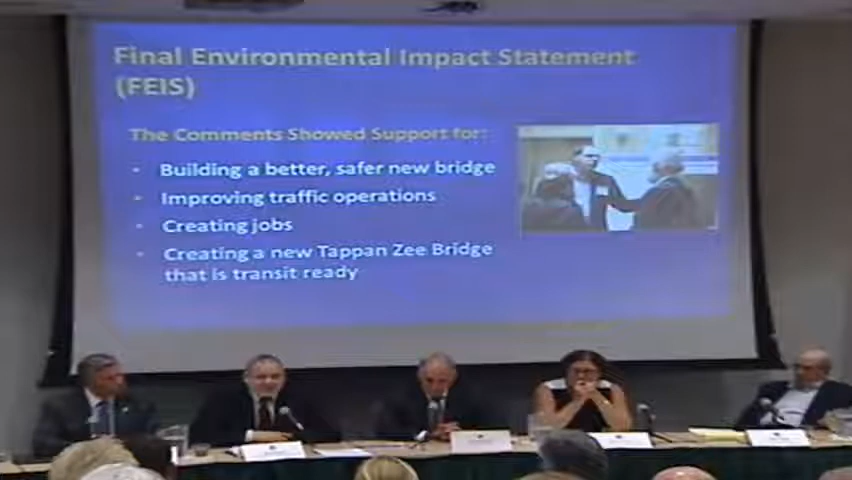 Final Environmental Impact Statement
(FEIS)
The Comments Showed Support for:
• Building a better, safer new bridge
• Improving traffic operations
• Creating jobs
• Creating a new Tappan Zee Bridge
that is transit ready